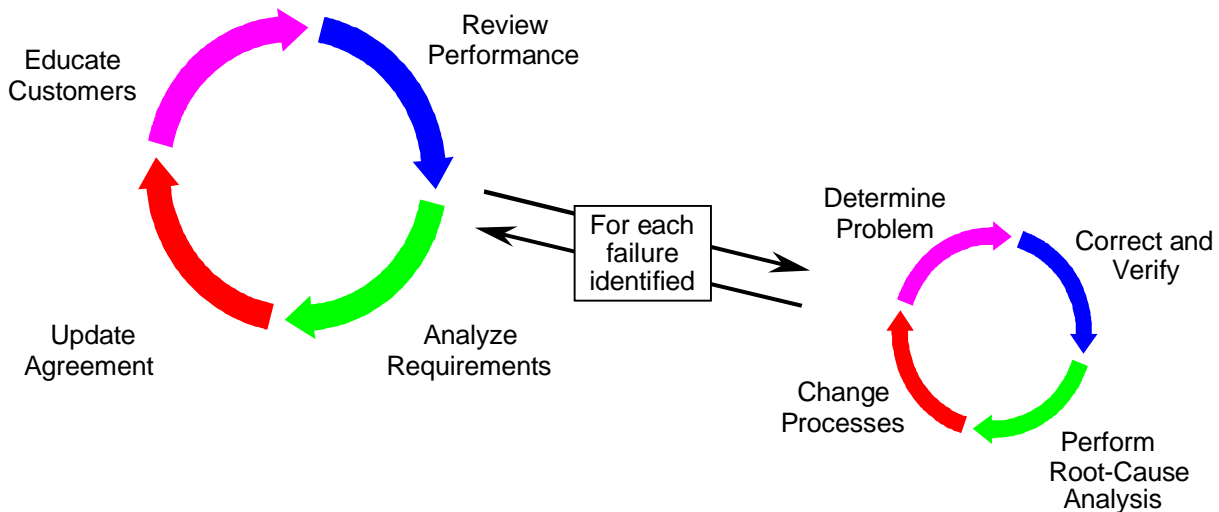 Review
Performance
Educate
Customers
Update
Agreement
Analyze
Requirements
For each
failure
identified
Determine
Problem
Correct and
Verify
Change
Processes
Perform
Root-Cause
Analysis